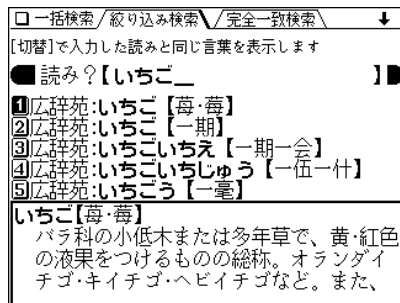 一括検索 絞り込み検索 完全一致検索 ↓
[切替]で入力した読みと同じ言葉を表示します
読み?【いちご_ 】
1広辞苑:いちご【苺·莓】
2広辞苑:いちご【一期】
3広辞苑:いちごいちえ【一期一会】
4広辞苑:いちごいちじゅう【一伍一什】
5広辞苑:いちごう【一毫】
いちご【苺·莓】
バラ科の小低木または多年草で、黄·紅色
の液果をつけるものの総称。オランダイ
チゴ·キイチゴ·ヘビイチゴなど。また、